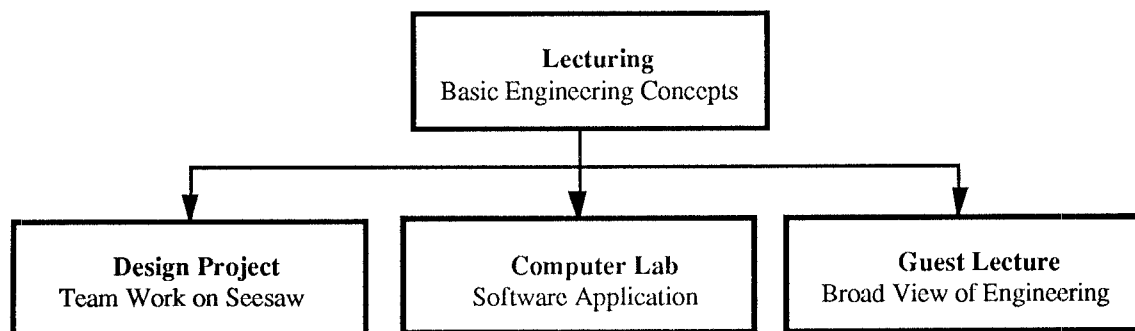 Lecturing
Basic Engineering Concepts
Design Project
Team Work on Seesaw
Computer Lab
Software Application
Guest Lecture
Broad View of Engineering